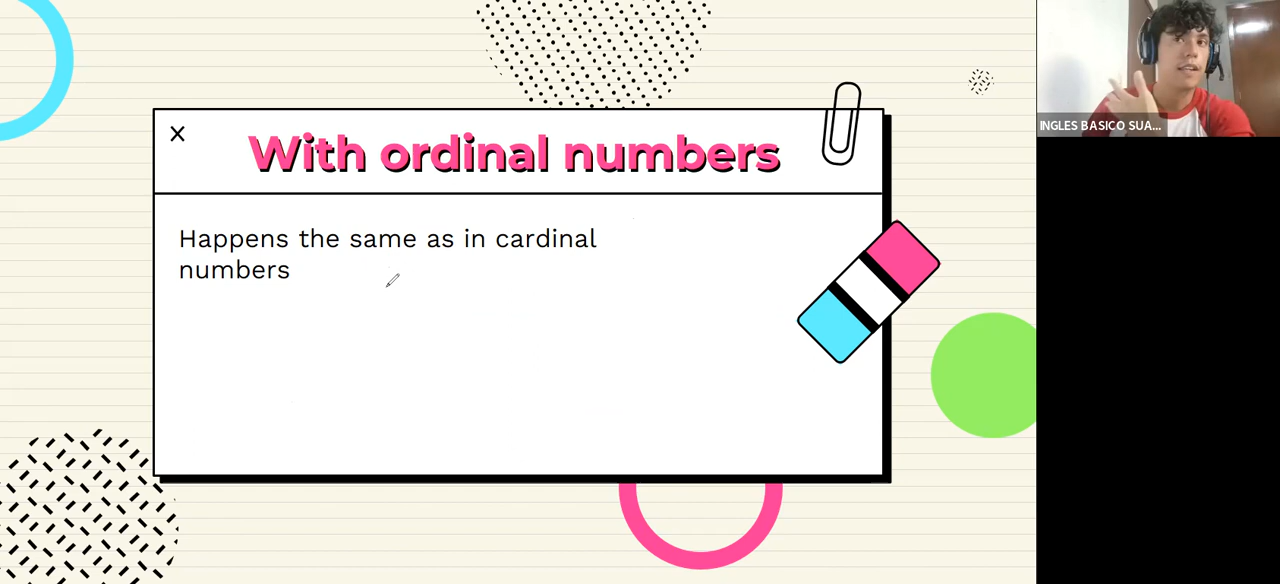 With ordinal numbers
Happens the same as in cardinal
numbers
INGLES BASICO SUA...